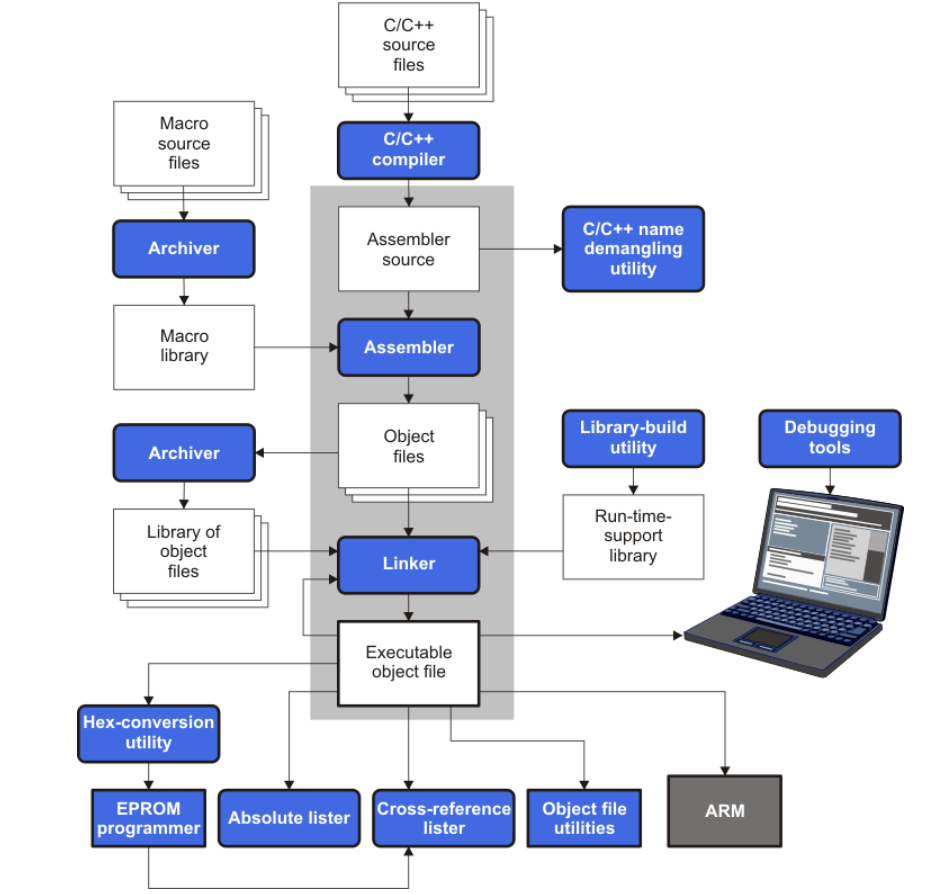 C/C++
source
files
Macro
source
files
C/C++
compiler
Archiver
Assembler
source
C/C++ name
demangling
utility
Macro
library
Assembler
Archiver
Object
files
Library-build
utility
Debugging
tools
Library of
object
files
Linker
Run-time-
support
library
Executable
object file
Hex-conversion
utility
EPROM
programmer
Absolute lister
Cross-reference
lister
Object file
utilities
ARM